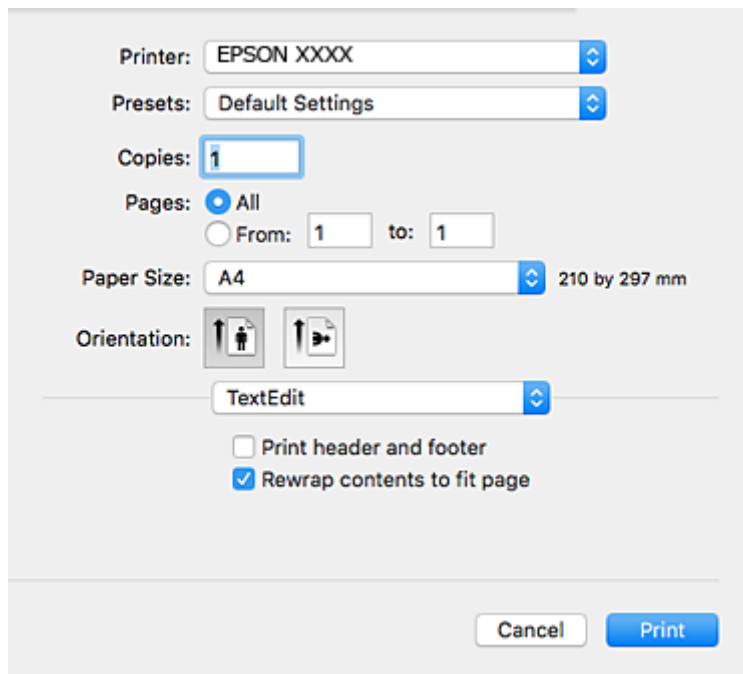 Printer: EPSON XXXX
Presets: Default Settings
Copies: 1
Pages: All
From: 1 to: 1
Paper Size: A4 210 by 297 mm
Orientation:
TextEdit
Print header and footer
Rewrap contents to fit page
Cancel Print